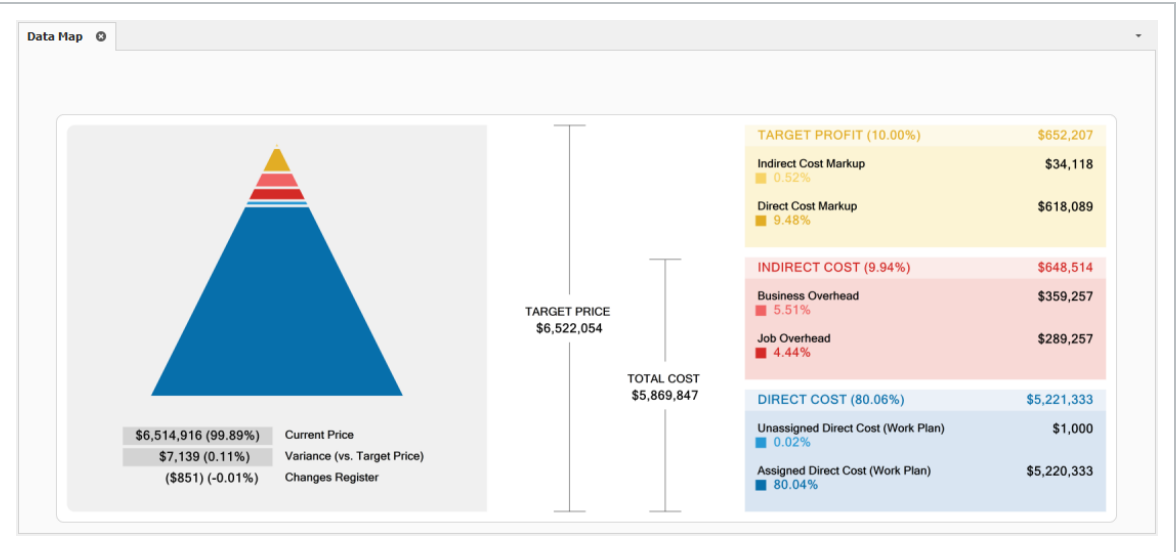 Data Map
TARGET PRICE
$6,522,054
TOTAL COST
$5,869,847
$6,514,916 (99.89%) Current Price
$7,139 (0.11%) Variance (vs. Target Price)
($851) (-0.01%) Changes Register
TARGET PROFIT (10.00%) $652,207
Indirect Cost Markup $34,118
0.52%
Direct Cost Markup $618,089
9.48%
INDIRECT COST (9.94%) $648,514
Business Overhead $359,257
5.51%
Job Overhead $289,257
4.44%
DIRECT COST (80.06%) $5,221,333
Unassigned Direct Cost (Work Plan) $1,000
0.02%
Assigned Direct Cost (Work Plan) $5,220,333
80.04%